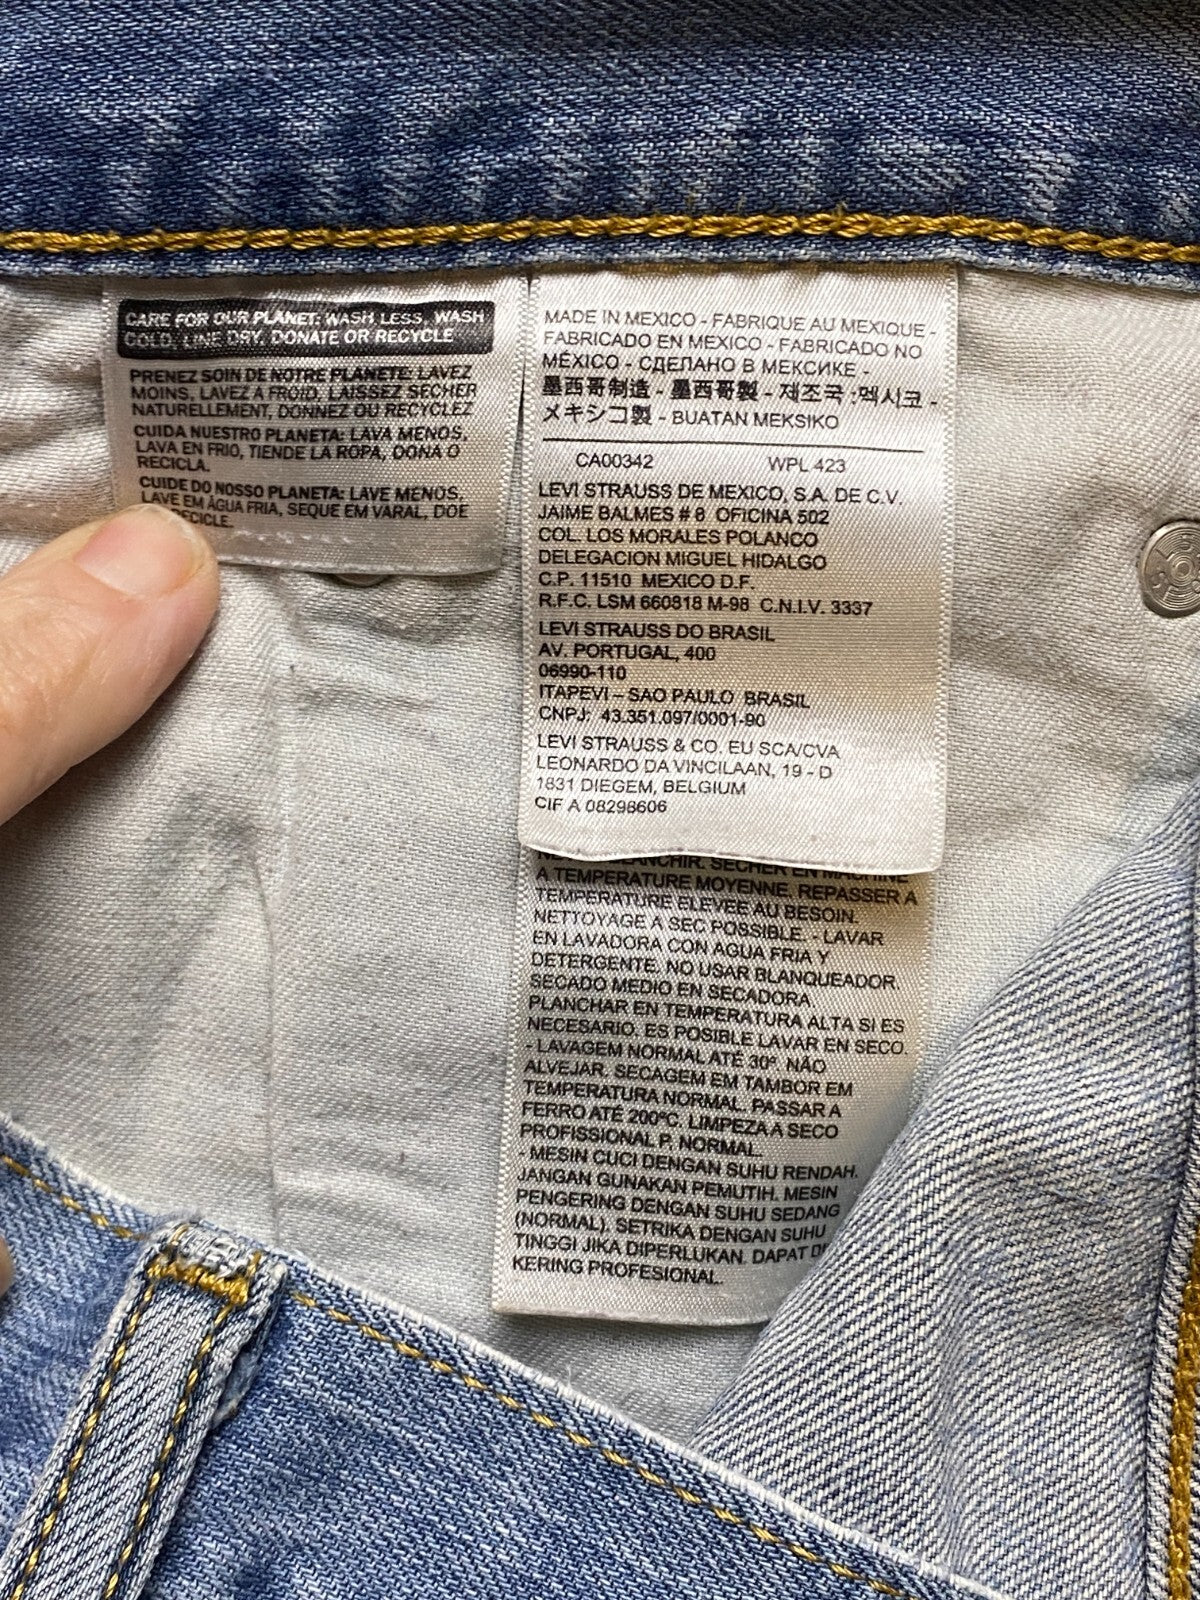 CARE FOR OUR PLANET: WASH LESS, WASH
COLD, LINE DRY, DONATE OR RECYCLE
PRENEZ SOIN DE NOTRE PLANETE: LAVEZ
MOINS, LAVEZ A FROID, LAISSEZ SECHER
NATURELLEMENT, DONNEZ OU RECYCLEZ
CUIDA NUESTRO PLANETA: LAVA MENOS,
LAVA EN FRIO, TIENDE LA ROPA, DONA O
RECICLA.
CUIDE DO NOSSO PLANETA: LAVE MENOS,
LAVE EM ÁGUA FRIA, SEQUE EM VARAL, DOE
MADE IN MEXICO - FABRIQUE AU MEXIQUE -
FABRICADO EN MEXICO - FABRICADO NO
MÉXICO - СДЕЛАНО В МЕКСИКЕ -
墨西哥制造 - 墨西哥製 - 제조국 :멕시코 -
メキシコ製 - BUATAN MEKSIKO
CA00342 WPL 423
LEVI STRAUSS DE MEXICO, S.A. DE C.V.
JAIME BALMES # 8 OFICINA 502
COL. LOS MORALES POLANCO
DELEGACION MIGUEL HIDALGO
C.P. 11510 MEXICO D.F.
R.F.C. LSM 660818 M-98 C.N.I.V. 3337
LEVI STRAUSS DO BRASIL
AV. PORTUGAL, 400
06990-110
ITAPEVI – SAO PAULO BRASIL
CNPJ: 43.351.097/0001-90
LEVI STRAUSS & CO. EU SCA/CVA
LEONARDO DA VINCILAAN, 19 - D
1831 DIEGEM, BELGIUM
CIF A 08298606
SECHER EN MACHINE
A TEMPERATURE MOYENNE. REPASSER A
TEMPERATURE ELEVEE AU BESOIN.
NETTOYAGE A SEC POSSIBLE. - LAVAR
EN LAVADORA CON AGUA FRIA Y
DETERGENTE. NO USAR BLANQUEADOR.
SECADO MEDIO EN SECADORA.
PLANCHAR EN TEMPERATURA ALTA SI ES
NECESARIO. ES POSIBLE LAVAR EN SECO.
- LAVAGEM NORMAL ATÉ 30º. NÃO
ALVEJAR. SECAGEM EM TAMBOR EM
TEMPERATURA NORMAL. PASSAR A
FERRO ATÉ 200ºC. LIMPEZA A SECO
PROFISSIONAL P. NORMAL.
- MESIN CUCI DENGAN SUHU RENDAH.
JANGAN GUNAKAN PEMUTIH. MESIN
PENGERING DENGAN SUHU SEDANG
(NORMAL). SETRIKA DENGAN SUHU
TINGGI JIKA DIPERLUKAN. DAPAT
KERING PROFESIONAL.